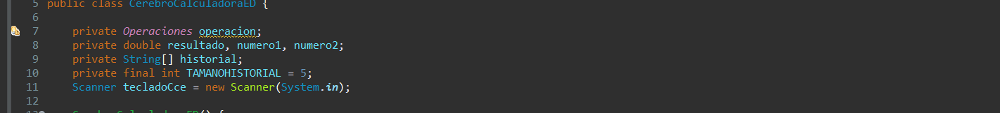 5 public class CerebroCalculadoraED {
6
7 private Operaciones operacion;
8 private double resultado, numero1, numero2;
9 private String[] historial;
10 private final int TAMANOHISTORIAL = 5;
11 Scanner tecladoCce = new Scanner(System.in);
12